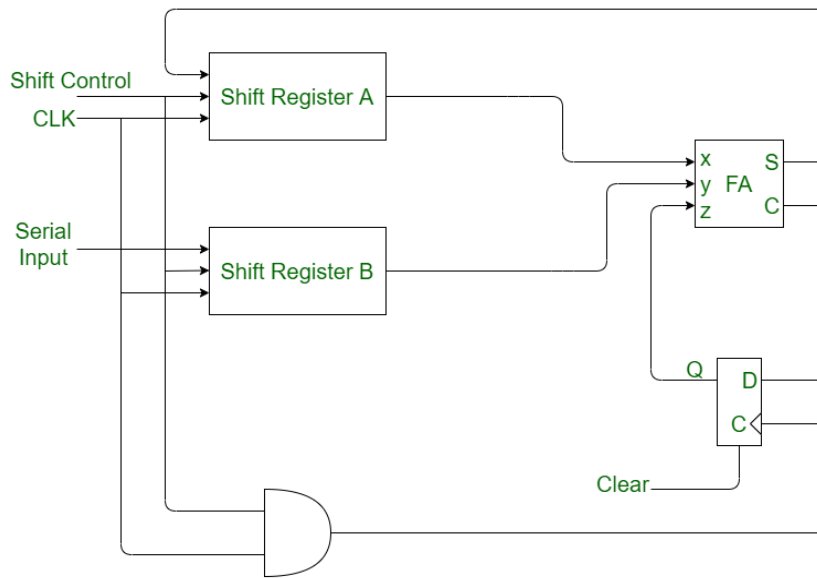 Shift Control
CLK
Shift Register A
x
y
z
FA
S
C
Serial
Input
Shift Register B
Q
D
C
Clear